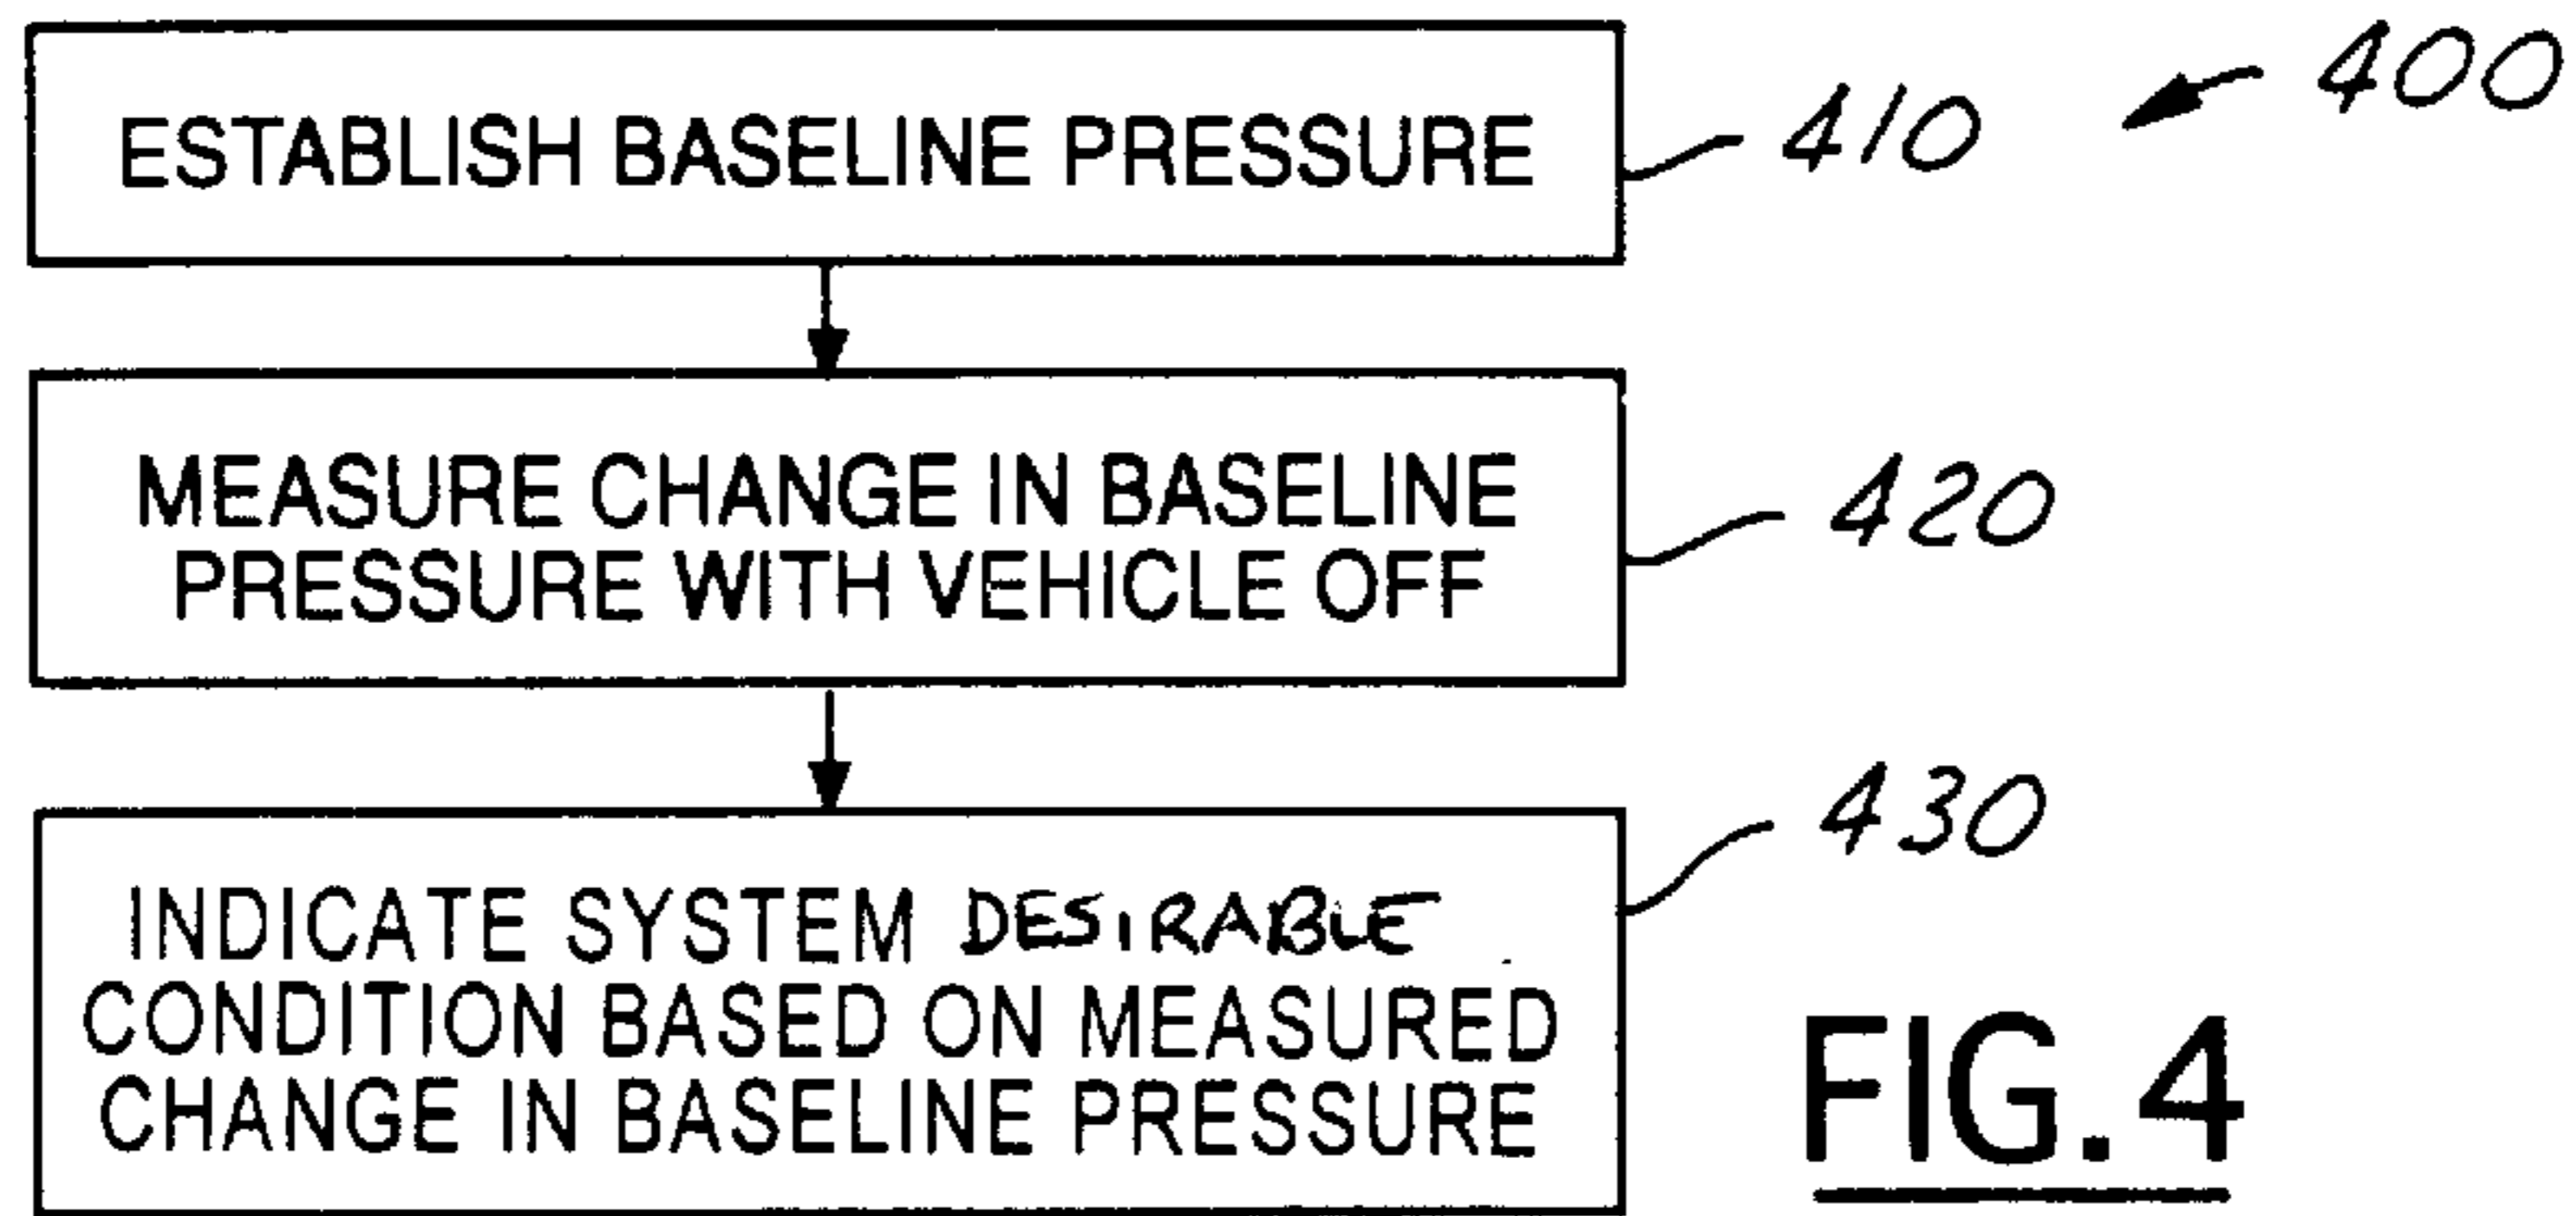 400
ESTABLISH BASELINE PRESSURE
410
MEASURE CHANGE IN BASELINE
PRESSURE WITH VEHICLE OFF
420
INDICATE SYSTEM DESIRABLE
CONDITION BASED ON MEASURED
CHANGE IN BASELINE PRESSURE
430
FIG.4